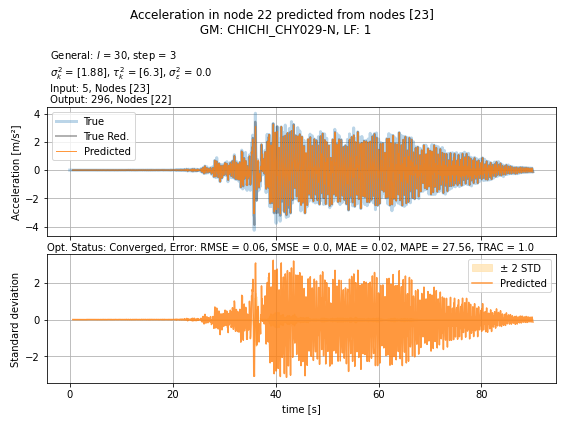 Acceleration in node 22 predicted from nodes [23]
GM: CHICHI_CHY029-N, LF: 1
General: l = 30, step = 3
σ²ₖ = [1.88], τ²ₖ = [6.3], σ²ε = 0.0
Input: 5, Nodes [23]
Output: 296, Nodes [22]
Acceleration [m/s²]
4
2
0
−2
−4
True
True Red.
Predicted
Opt. Status: Converged, Error: RMSE = 0.06, SMSE = 0.0, MAE = 0.02, MAPE = 27.56, TRAC = 1.0
Standard deviation
2
0
−2
± 2 STD
Predicted
0 20 40 60 80
time [s]